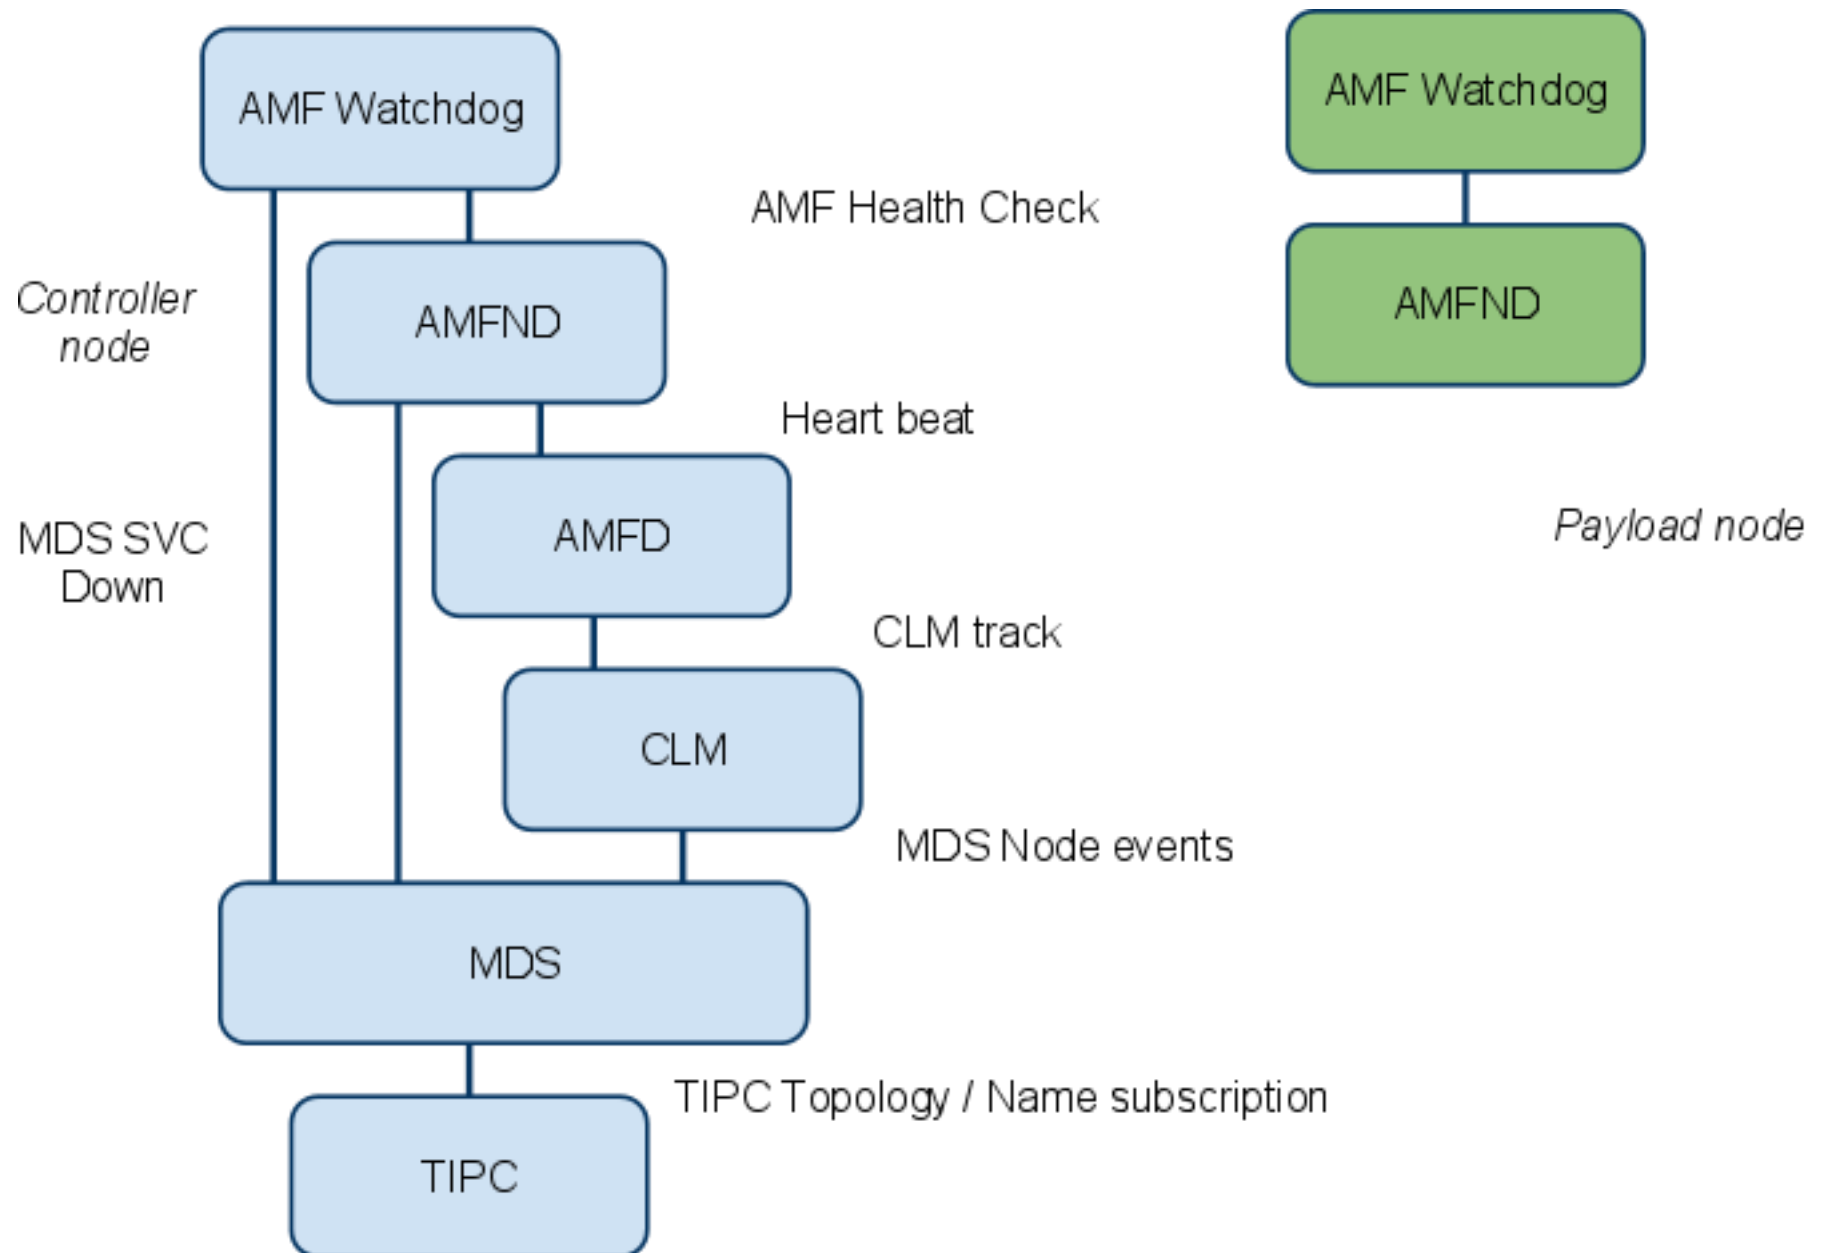 AMF Watchdog
AMF Watchdog
AMF Health Check
Controller
node
AMFND
AMFND
Heart beat
MDS SVC
Down
AMFD
Payload node
CLM track
CLM
MDS Node events
MDS
TIPC Topology / Name subscription
TIPC